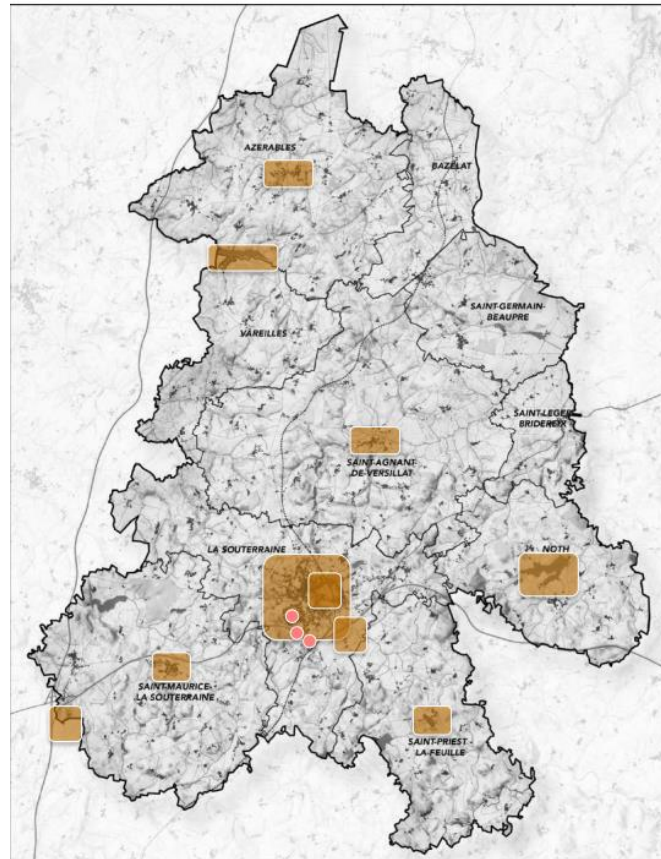 AZERABLES
BAZELAT
SAINT-GERMAIN-
BEAUPRE
VAREILLES
SAINT-LEGER-
BRIDEREIX
SAINT-AGNANT-
DE-VERSILLAT
LA SOUTERRAINE
NOTH
SAINT-MAURICE-
LA SOUTERRAINE
SAINT-PRIEST-
LA-FEUILLE